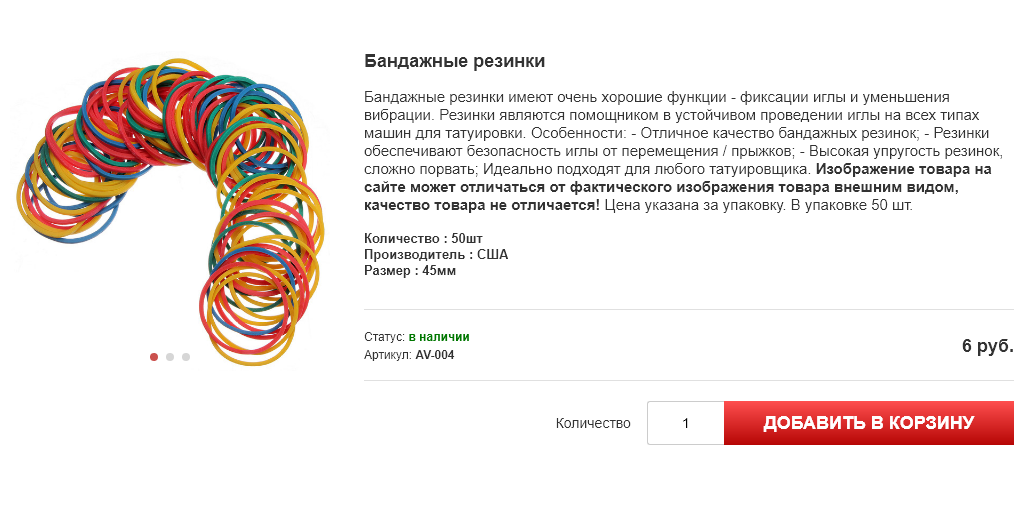 Бандажные резинки
Бандажные резинки имеют очень хорошие функции - фиксации иглы и уменьшения
вибрации. Резинки являются помощником в устойчивом проведении иглы на всех типах
машин для татуировки. Особенности: - Отличное качество бандажных резинок; - Резинки
обеспечивают безопасность иглы от перемещения / прыжков; - Высокая упругость резинок,
сложно порвать; Идеально подходят для любого татуировщика. Изображение товара на
сайте может отличаться от фактического изображения товара внешним видом,
качество товара не отличается! Цена указана за упаковку. В упаковке 50 шт.
Количество : 50шт
Производитель : США
Размер : 45мм
Статус: в наличии
Артикул: AV-004
6 руб.
Количество
1
ДОБАВИТЬ В КОРЗИНУ